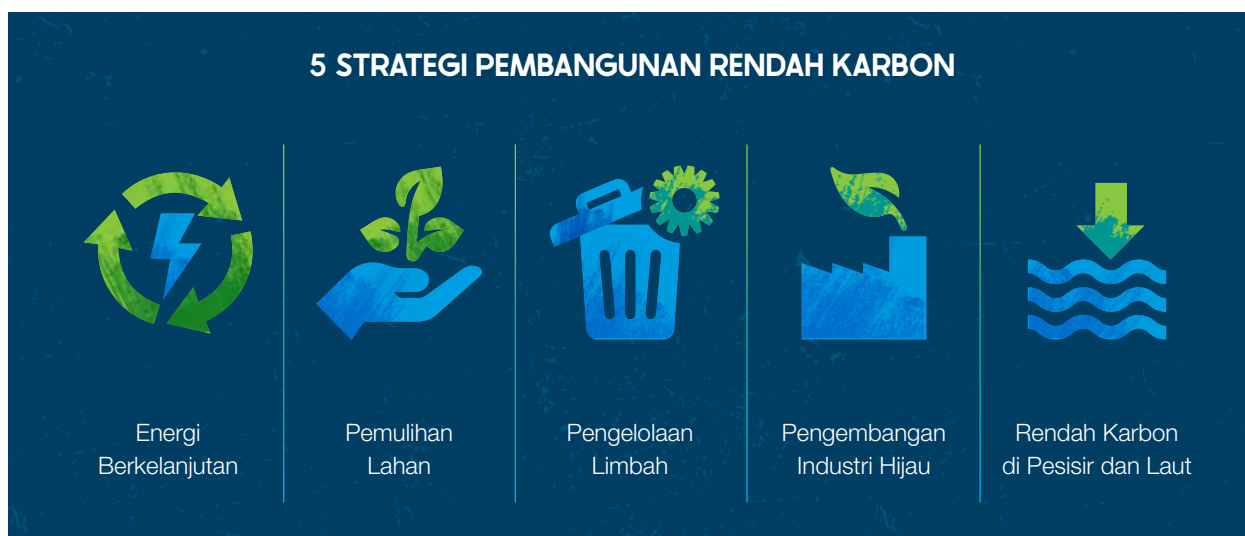 5 STRATEGI PEMBANGUNAN RENDAH KARBON
Energi
Berkelanjutan
Pemulihan
Lahan
Pengelolaan
Limbah
Pengembangan
Industri Hijau
Rendah Karbon
di Pesisir dan Laut